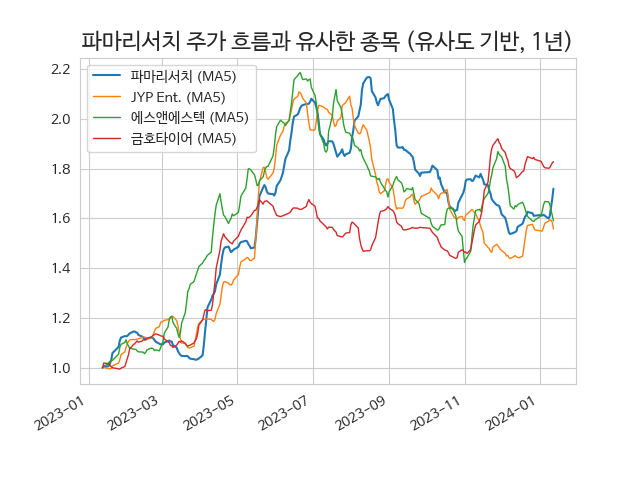 파마리서치 주가 흐름과 유사한 종목 (유사도 기반, 1년)
파마리서치 (MA5)
JYP Ent. (MA5)
에스앤에스텍 (MA5)
금호타이어 (MA5)
2.2
2.0
1.8
1.6
1.4
1.2
1.0
2023-01
2023-03
2023-05
2023-07
2023-09
2023-11
2024-01